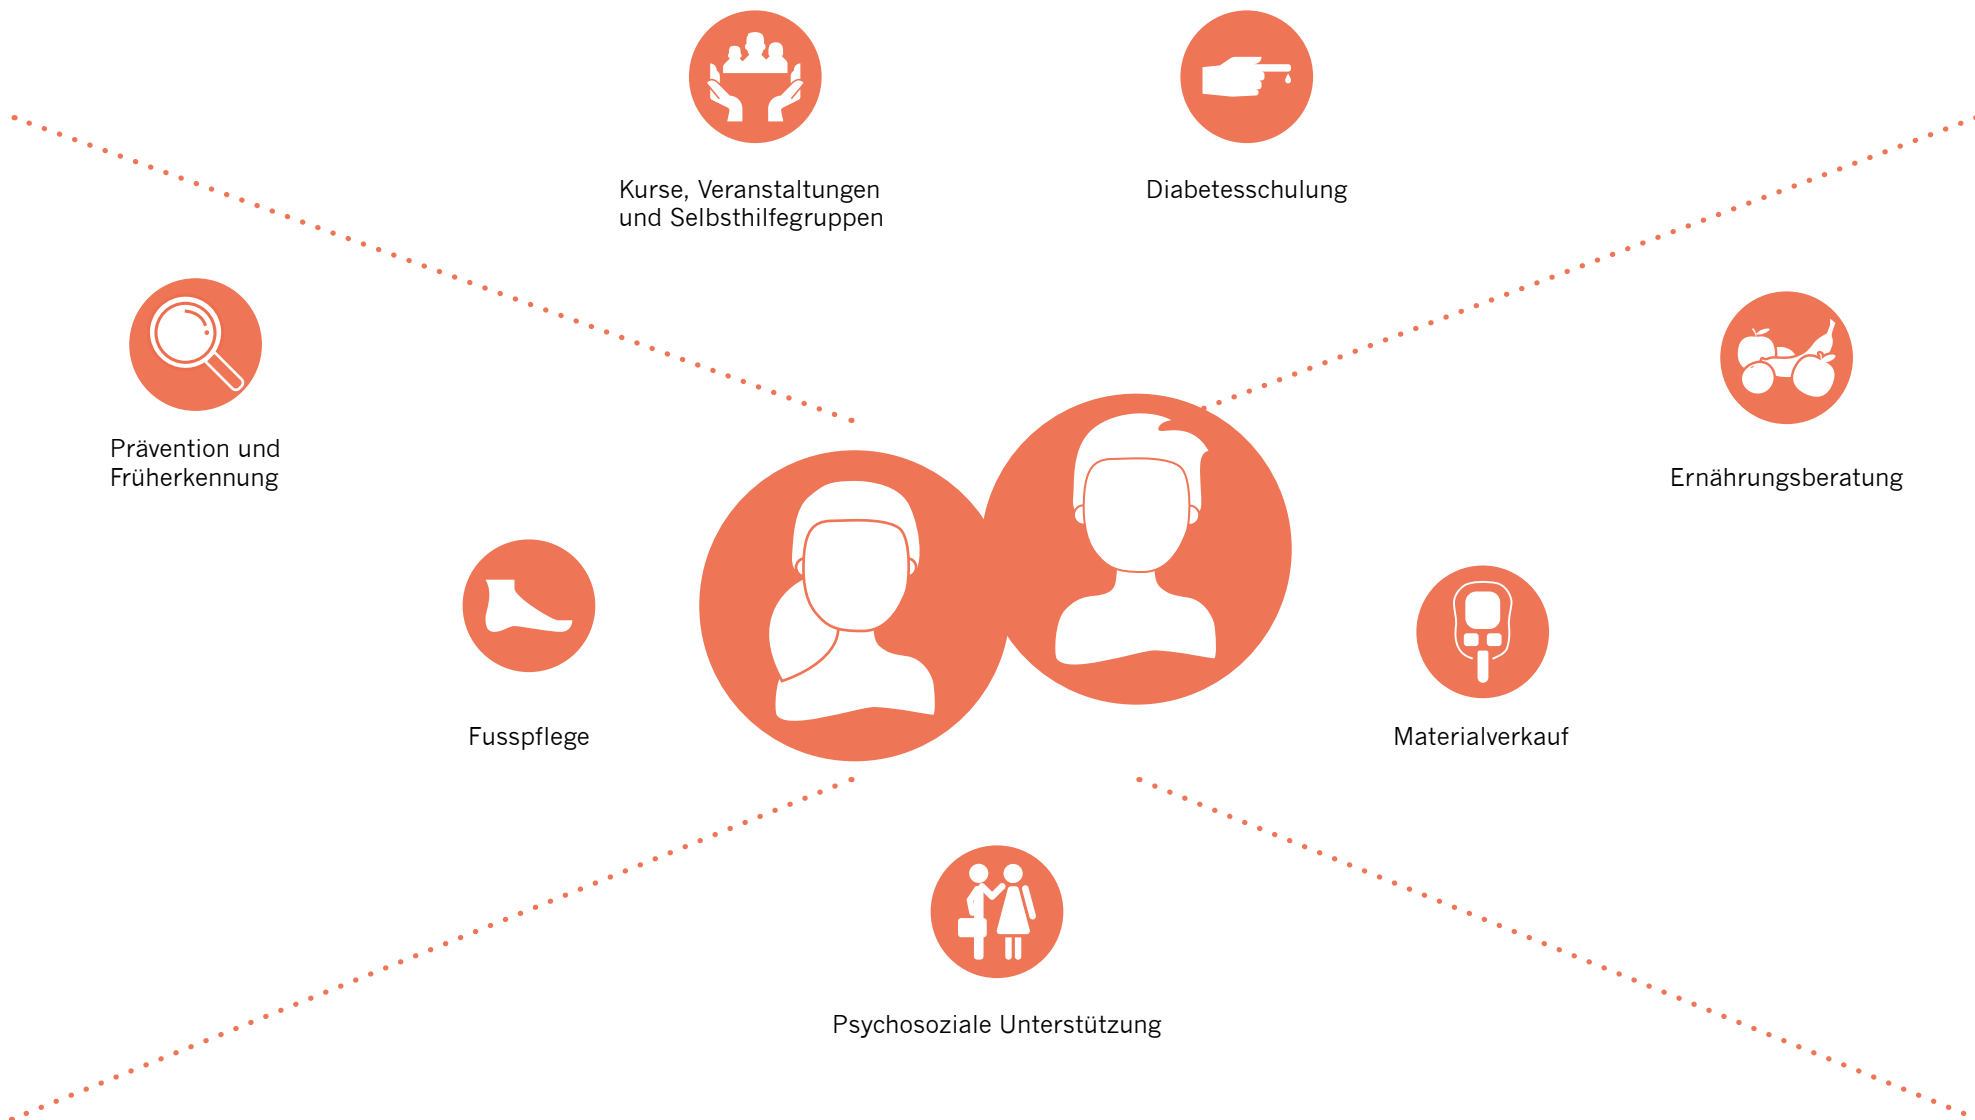 Kurse, Veranstaltungen
und Selbsthilfegruppen
Diabetesschulung
Prävention und
Früherkennung
Ernährungsberatung
Fusspflege
Materialverkauf
Psychosoziale Unterstützung